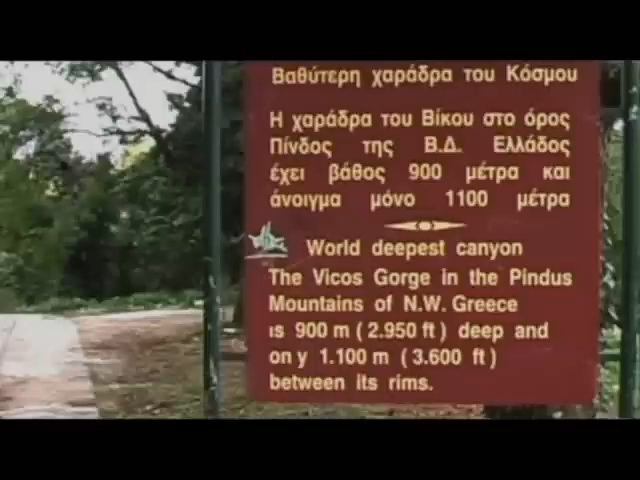 Βαθύτερη χαράδρα του Κόσμου
Η χαράδρα του Βίκου στο όρος
Πίνδος της Β.Δ. Ελλάδος
έχει βάθος 900 μέτρα και
άνοιγμα μόνο 1100 μέτρα
World deepest canyon
The Vicos Gorge in the Pindus
Mountains of N.W. Greece
is 900 m (2.950 ft) deep and
on y 1.100 m (3.600 ft)
between its rims.